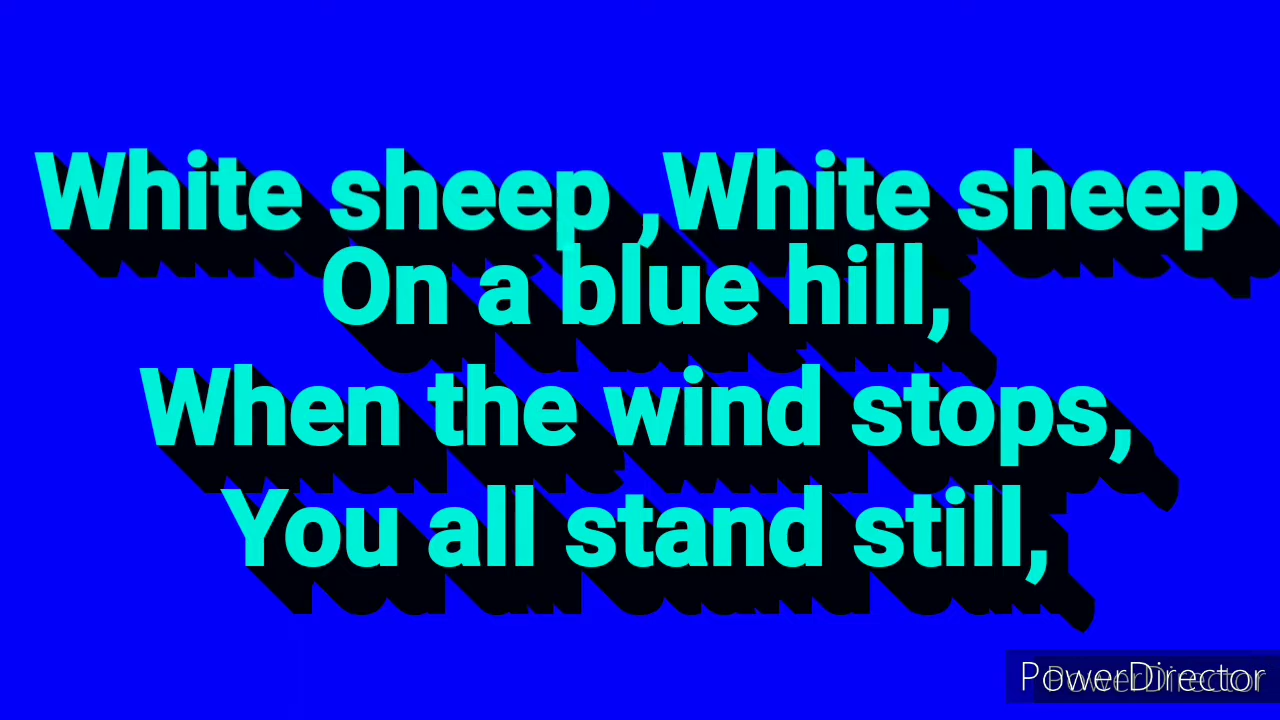 White sheep ,White sheep
On a blue hill,
When the wind stops,
You all stand still,
PowerDirector